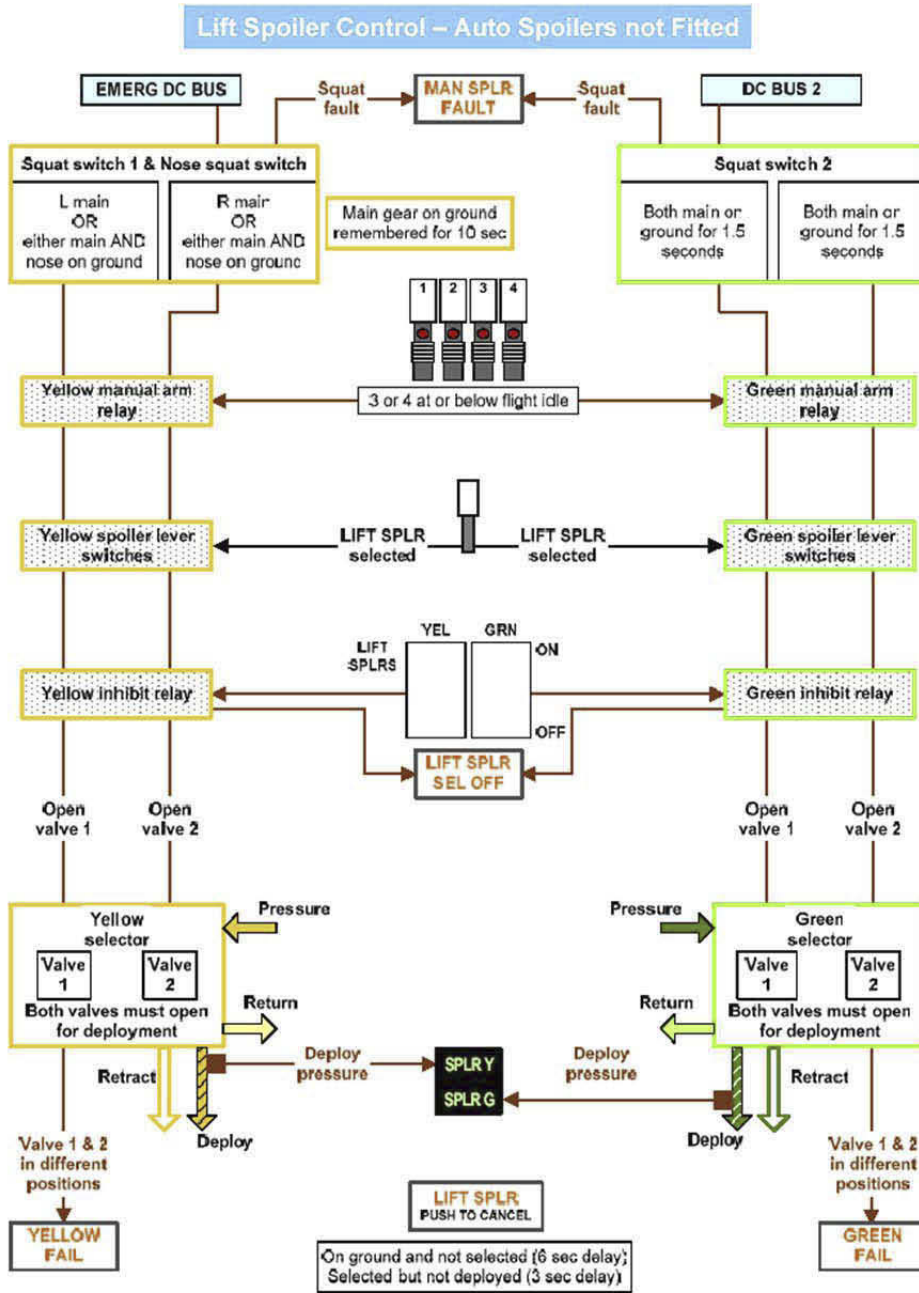 Lift Spoiler Control – Auto Spoilers not Fitted
EMERG DC BUS
Squat
fault
MAN SPLR
FAULT
Squat
fault
DC BUS 2
Squat switch 1 & Nose squat switch
L main
OR
either main AND
nose on ground
R main
OR
either main AND
nose on ground
Main gear on ground
remembered for 10 sec
Squat switch 2
Both main on
ground for 1.5
seconds
Both main on
ground for 1.5
seconds
1 2 3 4
Yellow manual arm
relay
3 or 4 at or below flight idle
Green manual arm
relay
Yellow spoiler lever
switches
LIFT SPLR
selected
LIFT SPLR
selected
Green spoiler lever
switches
YEL GRN
LIFT
SPLRS
ON
OFF
Yellow inhibit relay
Green inhibit relay
LIFT SPLR
SEL OFF
Open
valve 1
Open
valve 2
Open
valve 1
Open
valve 2
Yellow
selector
Valve
1
Valve
2
Both valves must open
for deployment
Pressure
Return
Pressure
Return
Green
selector
Valve
1
Valve
2
Both valves must open
for deployment
Retract
Deploy
Deploy
pressure
SPLR Y
SPLR G
Deploy
pressure
Deploy
Retract
Valve 1 & 2
in different
positions
YELLOW
FAIL
LIFT SPLR
PUSH TO CANCEL
On ground and not selected (6 sec delay)
Selected but not deployed (3 sec delay)
Valve 1 & 2
in different
positions
GREEN
FAIL